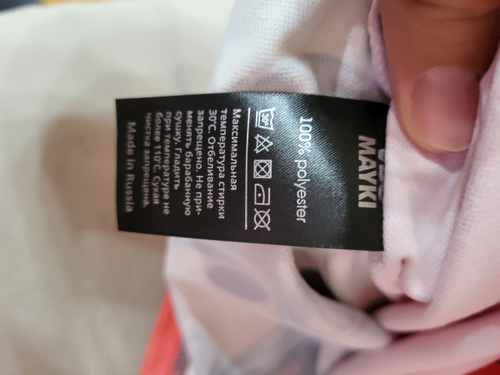 MAYKI
100% polyester
30°
Максимальная
температура стирки
30°С. Отбеливание
запрещено. Не при-
менять барабанную
сушку. Гладить
при температуре не
более 110°С. Сухая
чистка запрещена.
Made in Russia